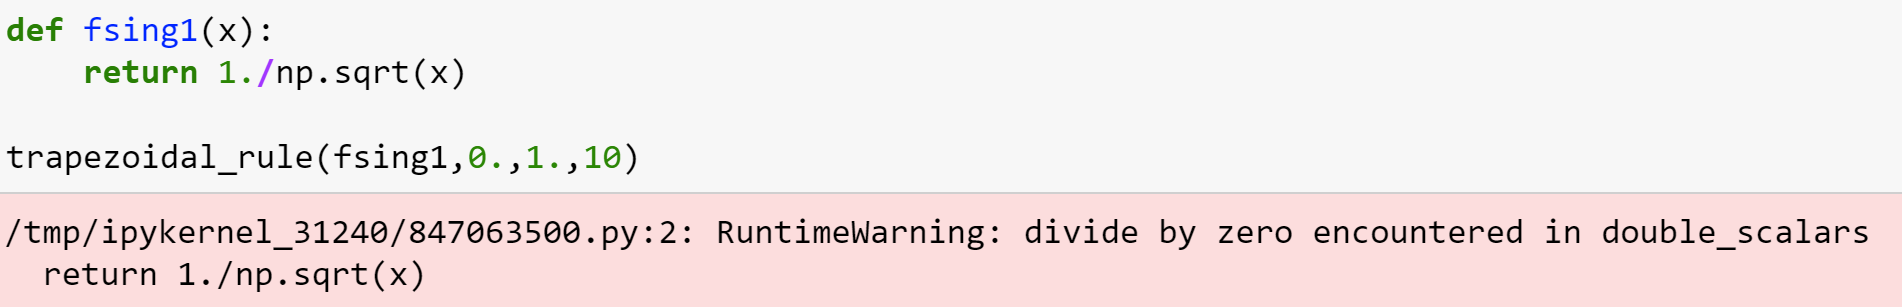 def fsing1(x):
    return 1./np.sqrt(x)
trapezoidal_rule(fsing1,0.,1.,10)
/tmp/ipykernel_31240/847063500.py:2: RuntimeWarning: divide by zero encountered in double_scalars
  return 1./np.sqrt(x)